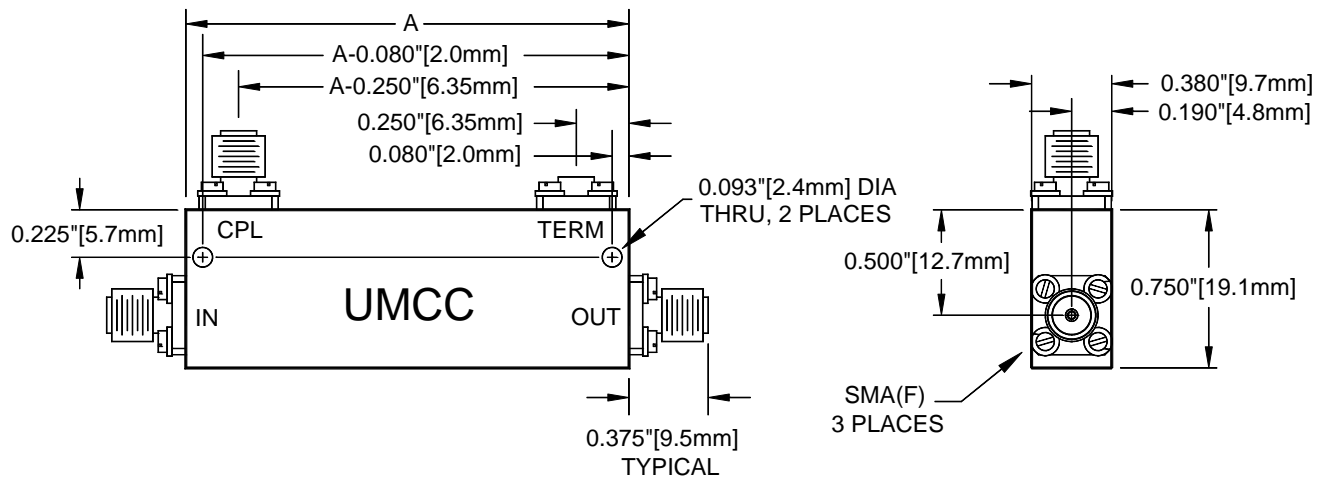 A
A-0.080"[2.0mm]
A-0.250"[6.35mm]
0.250"[6.35mm]
0.080"[2.0mm]
0.380"[9.7mm]
0.190"[4.8mm]
0.093"[2.4mm] DIA
THRU, 2 PLACES
CPL
TERM
0.225"[5.7mm]
0.500"[12.7mm]
0.750"[19.1mm]
IN
UMCC
OUT
SMA(F)
3 PLACES
0.375"[9.5mm]
TYPICAL